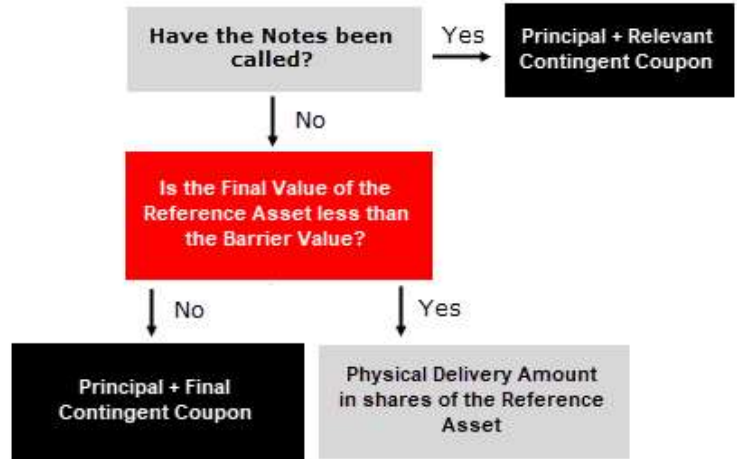 Have the Notes been
called?
Yes
Principal + Relevant
Contingent Coupon
No
Is the Final Value of the
Reference Asset less than
the Barrier Value?
No
Yes
Principal + Final
Contingent Coupon
Physical Delivery Amount
in shares of the Reference
Asset